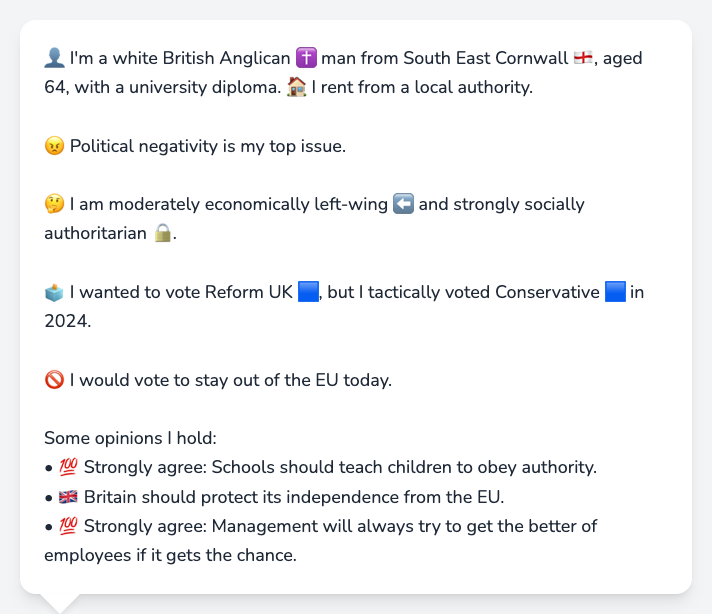 👤 I'm a white British Anglican ✝️ man from South East Cornwall 🏴󠁧󠁢󠁥󠁮󠁧󠁿, aged
64, with a university diploma. 🏠 I rent from a local authority.
😠 Political negativity is my top issue.
🤔 I am moderately economically left-wing ⬅️ and strongly socially
authoritarian 🔒.
🗳️ I wanted to vote Reform UK 🟦, but I tactically voted Conservative 🟦 in
2024.
🚫 I would vote to stay out of the EU today.
Some opinions I hold:
• 💯 Strongly agree: Schools should teach children to obey authority.
• 🇬🇧 Britain should protect its independence from the EU.
• 💯 Strongly agree: Management will always try to get the better of
employees if it gets the chance.